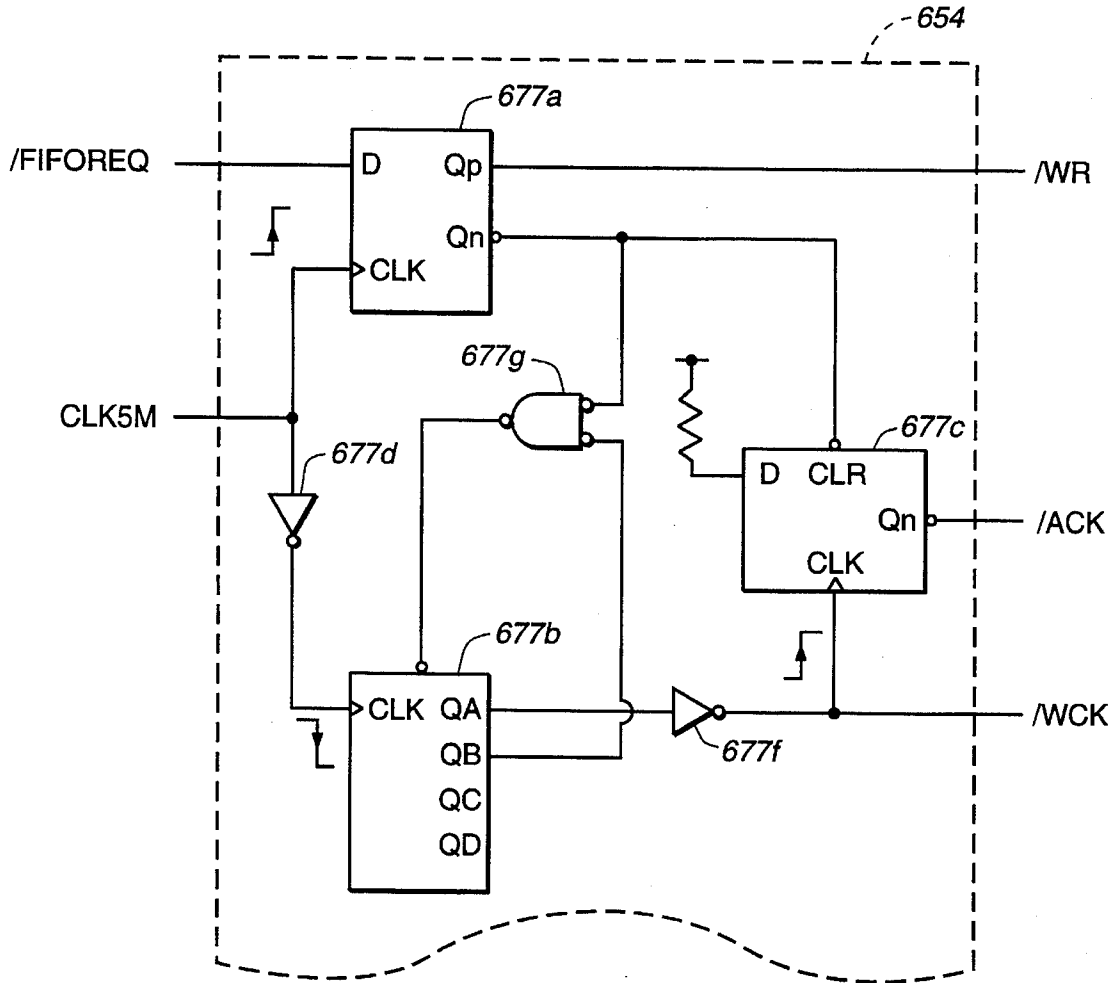 654
677a
/FIFOREQ
D
Qp
/WR
Qn
CLK
677g
CLK5M
677d
677c
D
CLR
Qn
/ACK
CLK
677b
CLK
QA
/WCK
QB
677f
QC
QD